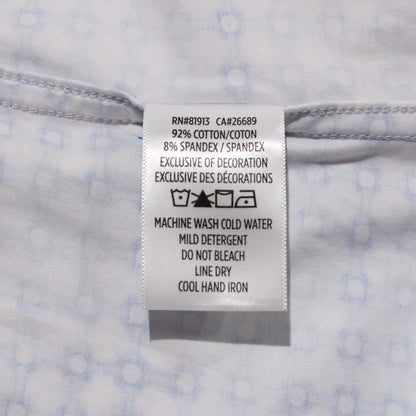 RN#81913 CA#26689
92% COTTON/COTON
8% SPANDEX / SPANDEX
EXCLUSIVE OF DECORATION
EXCLUSIVE DES DÉCORATIONS
MACHINE WASH COLD WATER
MILD DETERGENT
DO NOT BLEACH
LINE DRY
COOL HAND IRON